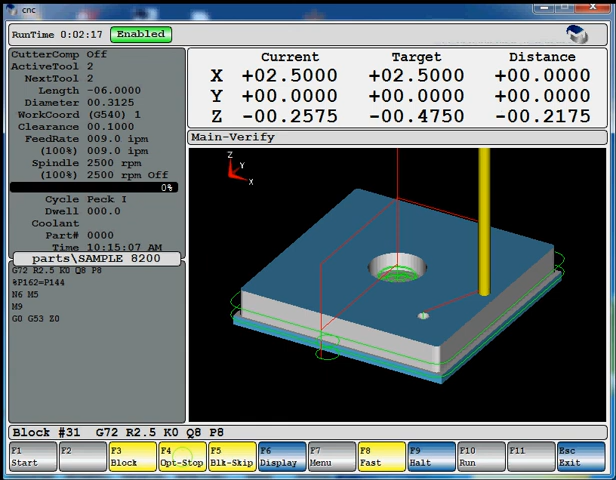 cnc
RunTime 0:02:17 Enabled
CutterComp Off
ActiveTool 2
NextTool 2
Length -06.0000
Diameter 00.3125
WorkCoord (G540) 1
Clearance 00.1000
FeedRate 009.0 ipm
(100%) 009.0 ipm
Spindle 2500 rpm
(100%) 2500 rpm Off
0%
Cycle Peck I
Dwell 000.0
Coolant
Part# 0000
Time 10:15:07 AM
parts\SAMPLE 8200
G72 R2.5 K0 Q8 P8
%P162=P144
N6 M5
M9
G0 G53 Z0
Current Target Distance
X +02.5000 +02.5000 +00.0000
Y +00.0000 +00.0000 +00.0000
Z -00.2575 -00.4750 -00.2175
Main-Verify
Z
Y
X
Block #31 G72 R2.5 K0 Q8 P8
F1 Start
F2
F3 Block
F4 Opt-Stop
F5 Blk-Skip
F6 Display
F7 Menu
F8 Fast
F9 Halt
F10 Run
F11
Esc Exit